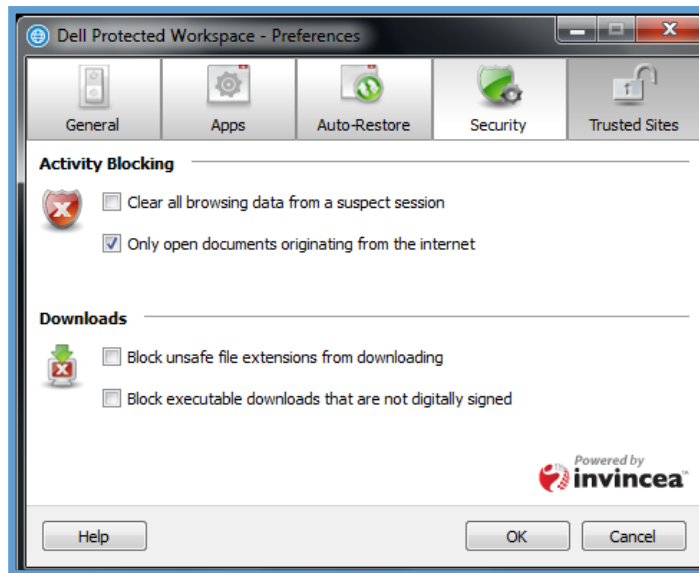 Dell Protected Workspace - Preferences
General Apps Auto-Restore Security Trusted Sites
Activity Blocking
Clear all browsing data from a suspect session
Only open documents originating from the internet
Downloads
Block unsafe file extensions from downloading
Block executable downloads that are not digitally signed
Powered by
invincea™
Help OK Cancel